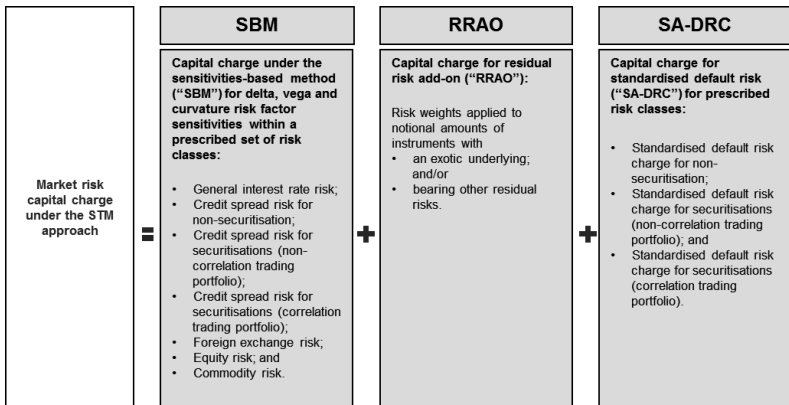 Market risk
capital charge
under the STM
approach
=
SBM
Capital charge under the
sensitivities-based method
(“SBM”) for delta, vega and
curvature risk factor
sensitivities within a
prescribed set of risk
classes:
• General interest rate risk;
• Credit spread risk for
non-securitisation;
• Credit spread risk for
securitisations (non-
correlation trading
portfolio);
• Credit spread risk for
securitisations (correlation
trading portfolio);
• Foreign exchange risk;
• Equity risk; and
• Commodity risk.
+
RRAO
Capital charge for residual
risk add-on (“RRAO”):
Risk weights applied to
notional amounts of
instruments with
• an exotic underlying;
and/or
• bearing other residual
risks.
+
SA-DRC
Capital charge for
standardised default risk
(“SA-DRC”) for prescribed
risk classes:
• Standardised default risk
charge for non-
securitisation;
• Standardised default risk
charge for securitisations
(non-correlation trading
portfolio); and
• Standardised default risk
charge for securitisations
(correlation trading
portfolio).